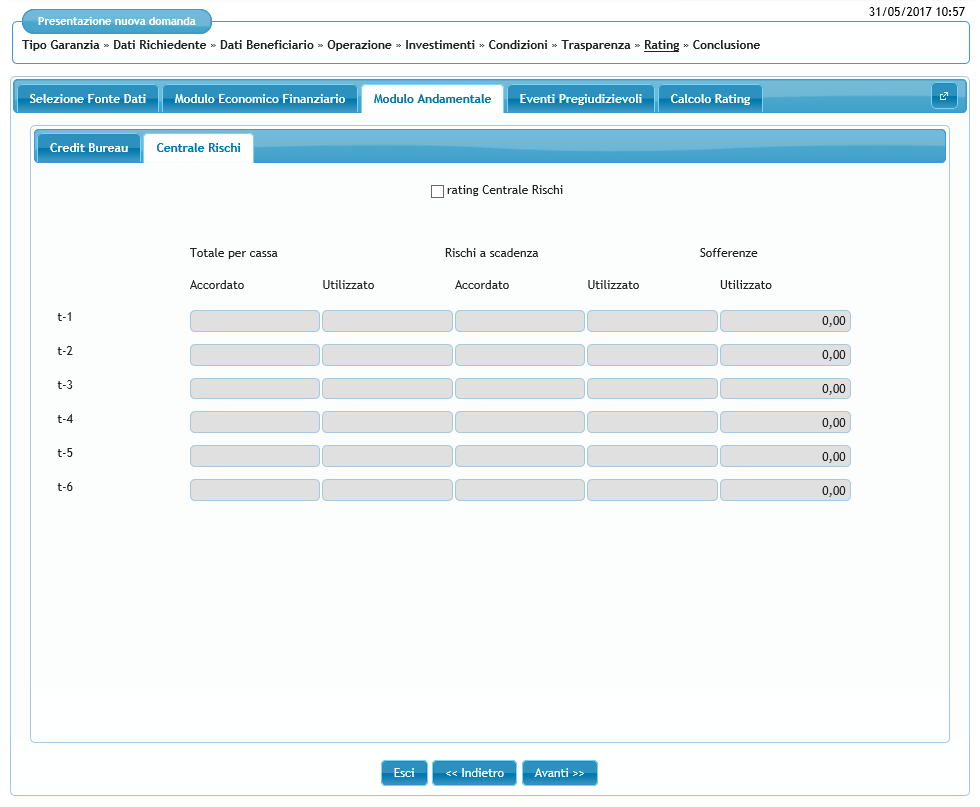 31/05/2017 10:57
Presentazione nuova domanda
Tipo Garanzia » Dati Richiedente » Dati Beneficiario » Operazione » Investimenti » Condizioni » Trasparenza » Rating » Conclusione
Selezione Fonte Dati Modulo Economico Finanziario Modulo Andamentale Eventi Pregiudizievoli Calcolo Rating
Credit Bureau Centrale Rischi
rating Centrale Rischi
Totale per cassa Rischi a scadenza Sofferenze
Accordato Utilizzato Accordato Utilizzato Utilizzato
t-1 0,00
t-2 0,00
t-3 0,00
t-4 0,00
t-5 0,00
t-6 0,00
Esci << Indietro Avanti >>